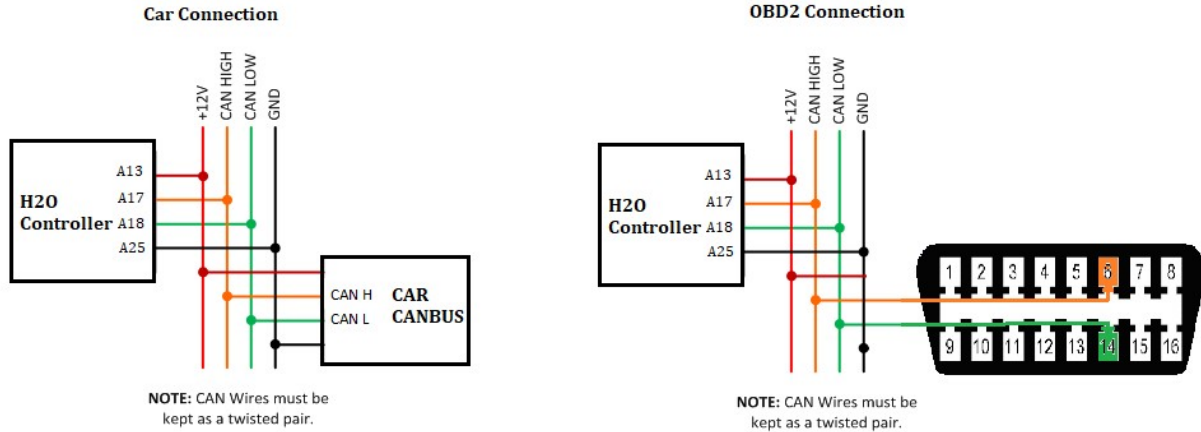 Car Connection
+12V
CAN HIGH
CAN LOW
GND
H2O
Controller
A13
A17
A18
A25
CAN H
CAN L
CAR
CANBUS
NOTE: CAN Wires must be
kept as a twisted pair.
OBD2 Connection
+12V
CAN HIGH
CAN LOW
GND
H2O
Controller
A13
A17
A18
A25
1 2 3 4 5 6 7 8
9 10 11 12 13 14 15 16
NOTE: CAN Wires must be
kept as a twisted pair.